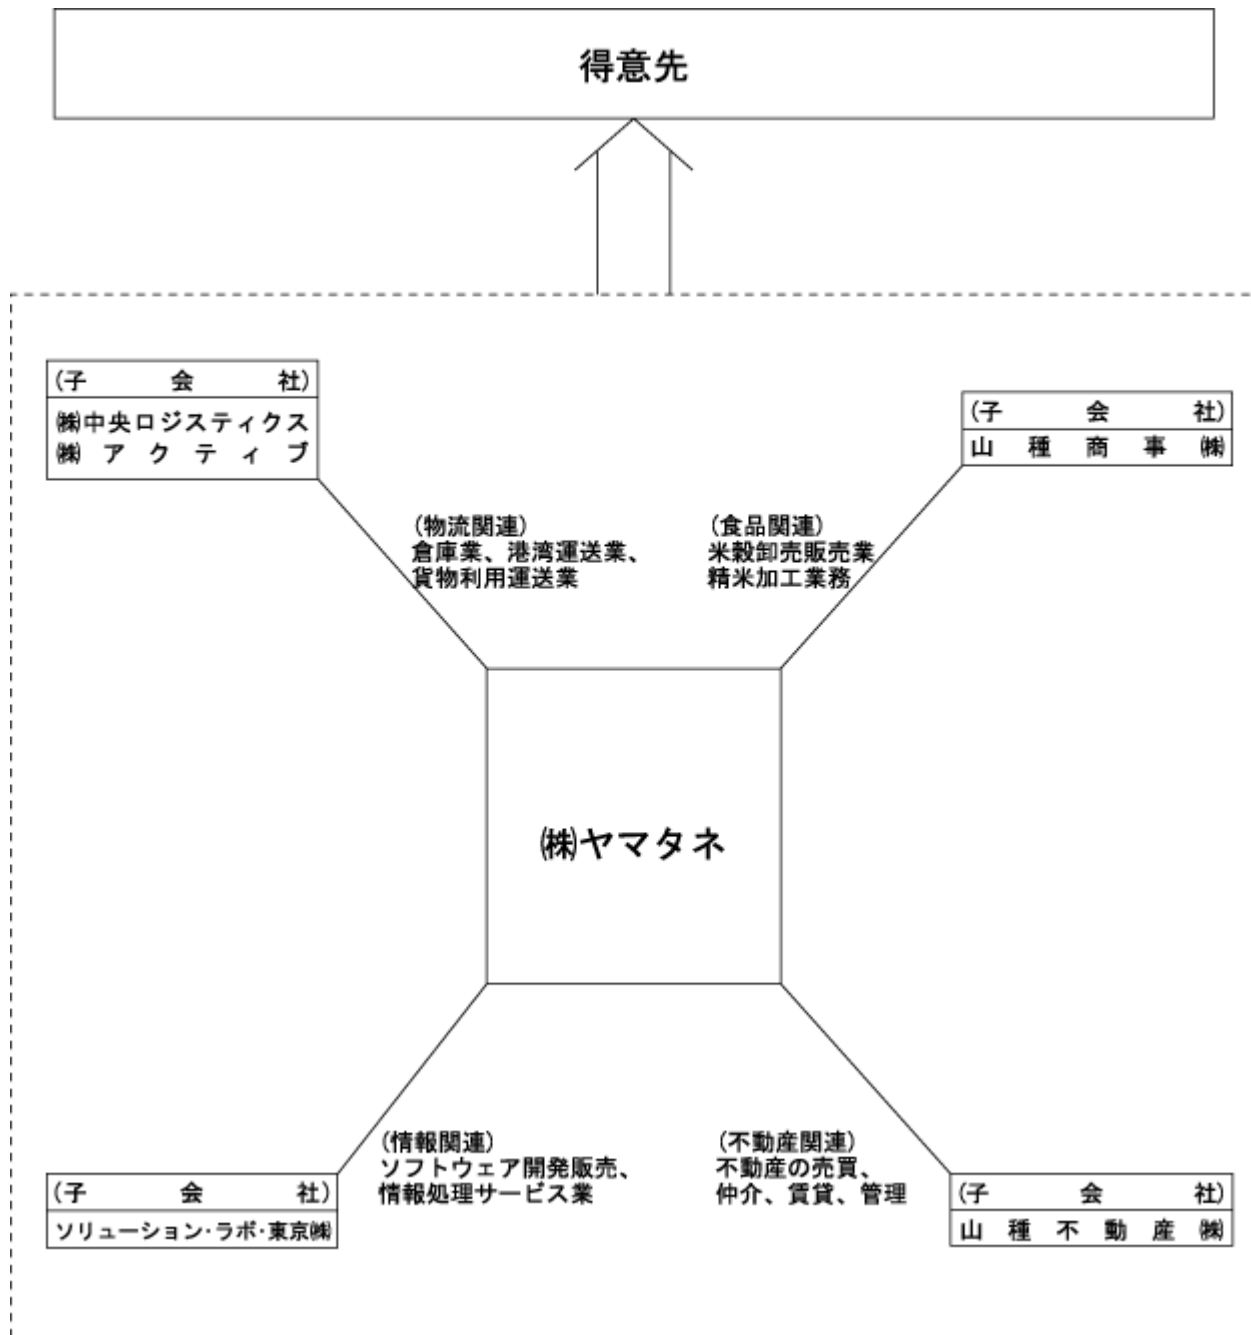 得意先
(子会社)
㈱中央ロジスティクス
㈱アクティブ
(子会社)
山種商事㈱
(物流関連)
倉庫業、港湾運送業、
貨物利用運送業
(食品関連)
米穀卸売販売業
精米加工業務
㈱ヤマタネ
(情報関連)
ソフトウェア開発販売、
情報処理サービス業
(不動産関連)
不動産の売買、
仲介、賃貸、管理
(子会社)
ソリューション・ラボ・東京㈱
(子会社)
山種不動産㈱